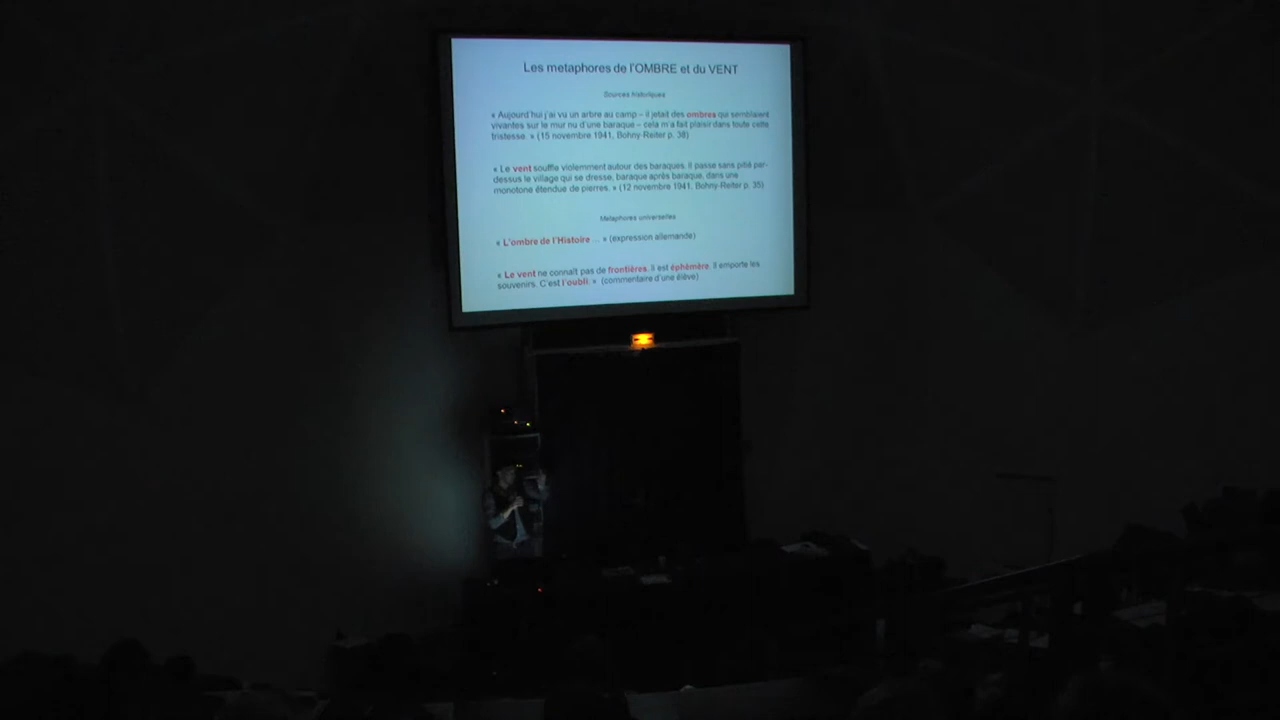 Les metaphores de l'OMBRE et du VENT
Sources historiques
« Aujourd'hui j'ai vu un arbre au camp – il jetait des ombres qui semblaient
vivantes sur le mur nu d'une baraque – cela m'a fait plaisir dans toute cette
tristesse. » (15 novembre 1941, Bohny-Reiter p. 38)
« Le vent souffle violemment autour des baraques. Il passe sans pitié par-
dessus le village qui se dresse, baraque après baraque, dans une
monotone étendue de pierres. » (12 novembre 1941, Bohny-Reiter p. 35)
Metaphores universelles
« L'ombre de l'Histoire ... » (expression allemande)
« Le vent ne connaît pas de frontières. Il est éphémère. Il emporte les
souvenirs. C'est l'oubli. » (commentaire d'une élève)